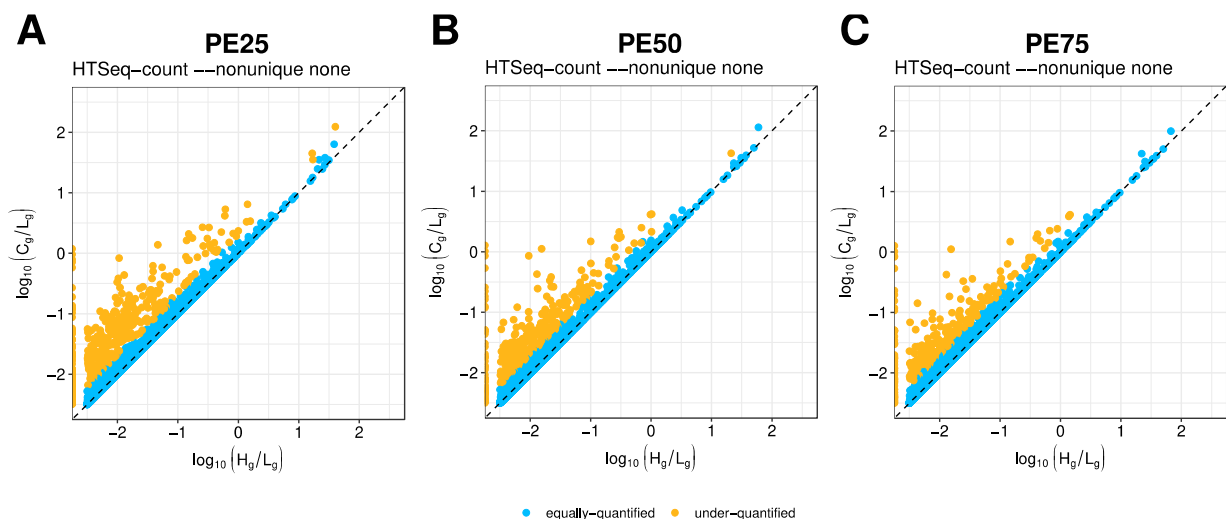 A
PE25
HTSeq-count --nonunique none
log10 (Cg/Lg)
2
1
0
−1
−2
−2 −1 0 1 2
log10 (Hg/Lg)
B
PE50
HTSeq-count --nonunique none
log10 (Cg/Lg)
2
1
0
−1
−2
−2 −1 0 1 2
log10 (Hg/Lg)
C
PE75
HTSeq-count --nonunique none
log10 (Cg/Lg)
2
1
0
−1
−2
−2 −1 0 1 2
log10 (Hg/Lg)
equally-quantified under-quantified